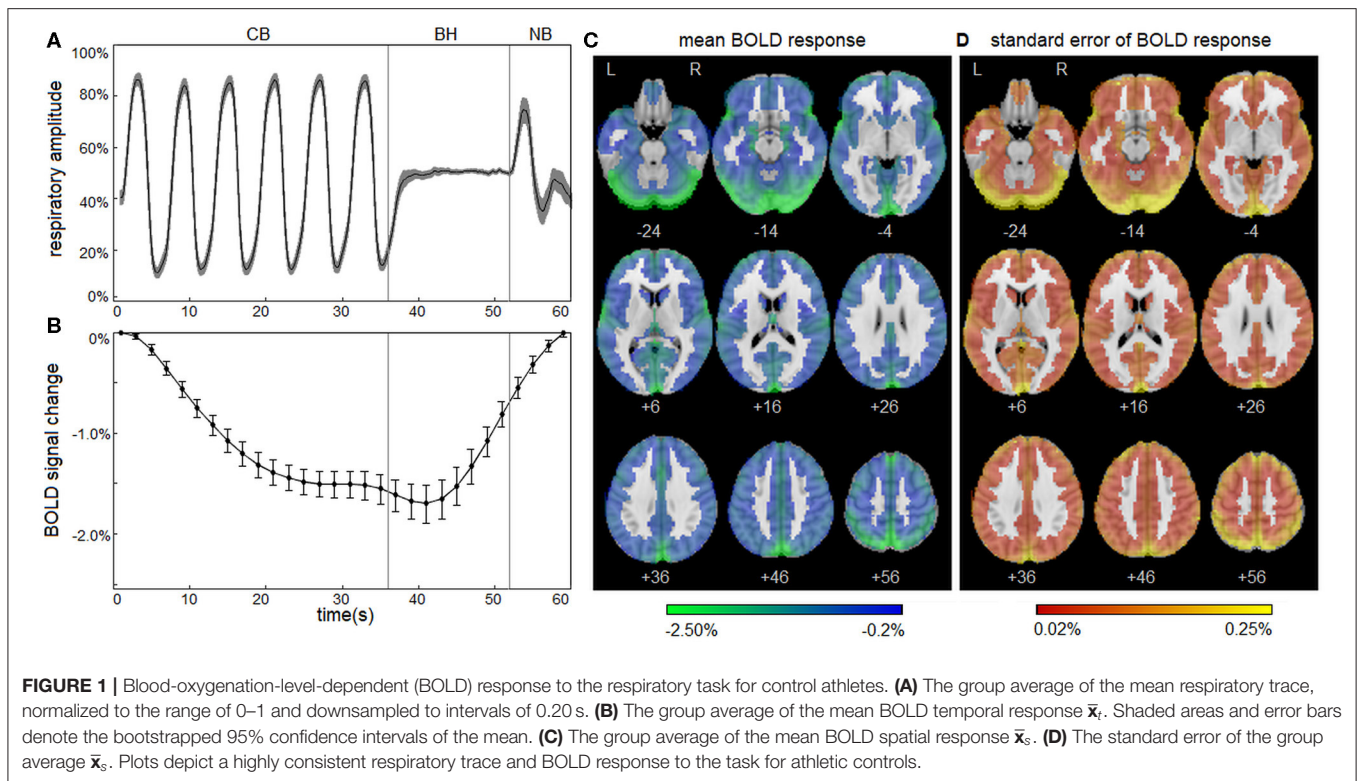 A
CB
BH
NB
respiratory amplitude
100%
80%
60%
40%
20%
0%
0
10
20
30
40
50
60
B
BOLD signal change
0%
-1.0%
-2.0%
0
10
20
30
40
50
60
time(s)
C
mean BOLD response
L
R
-24
-14
-4
+6
+16
+26
+36
+46
+56
-2.50%
-0.2%
D
standard error of BOLD response
L
R
-24
-14
-4
+6
+16
+26
+36
+46
+56
0.02%
0.25%
FIGURE 1 | Blood-oxygenation-level-dependent (BOLD) response to the respiratory task for control athletes. (A) The group average of the mean respiratory trace,
normalized to the range of 0–1 and downsampled to intervals of 0.20 s. (B) The group average of the mean BOLD temporal response x̅t. Shaded areas and error bars
denote the bootstrapped 95% confidence intervals of the mean. (C) The group average of the mean BOLD spatial response x̅s. (D) The standard error of the group
average x̅s. Plots depict a highly consistent respiratory trace and BOLD response to the task for athletic controls.